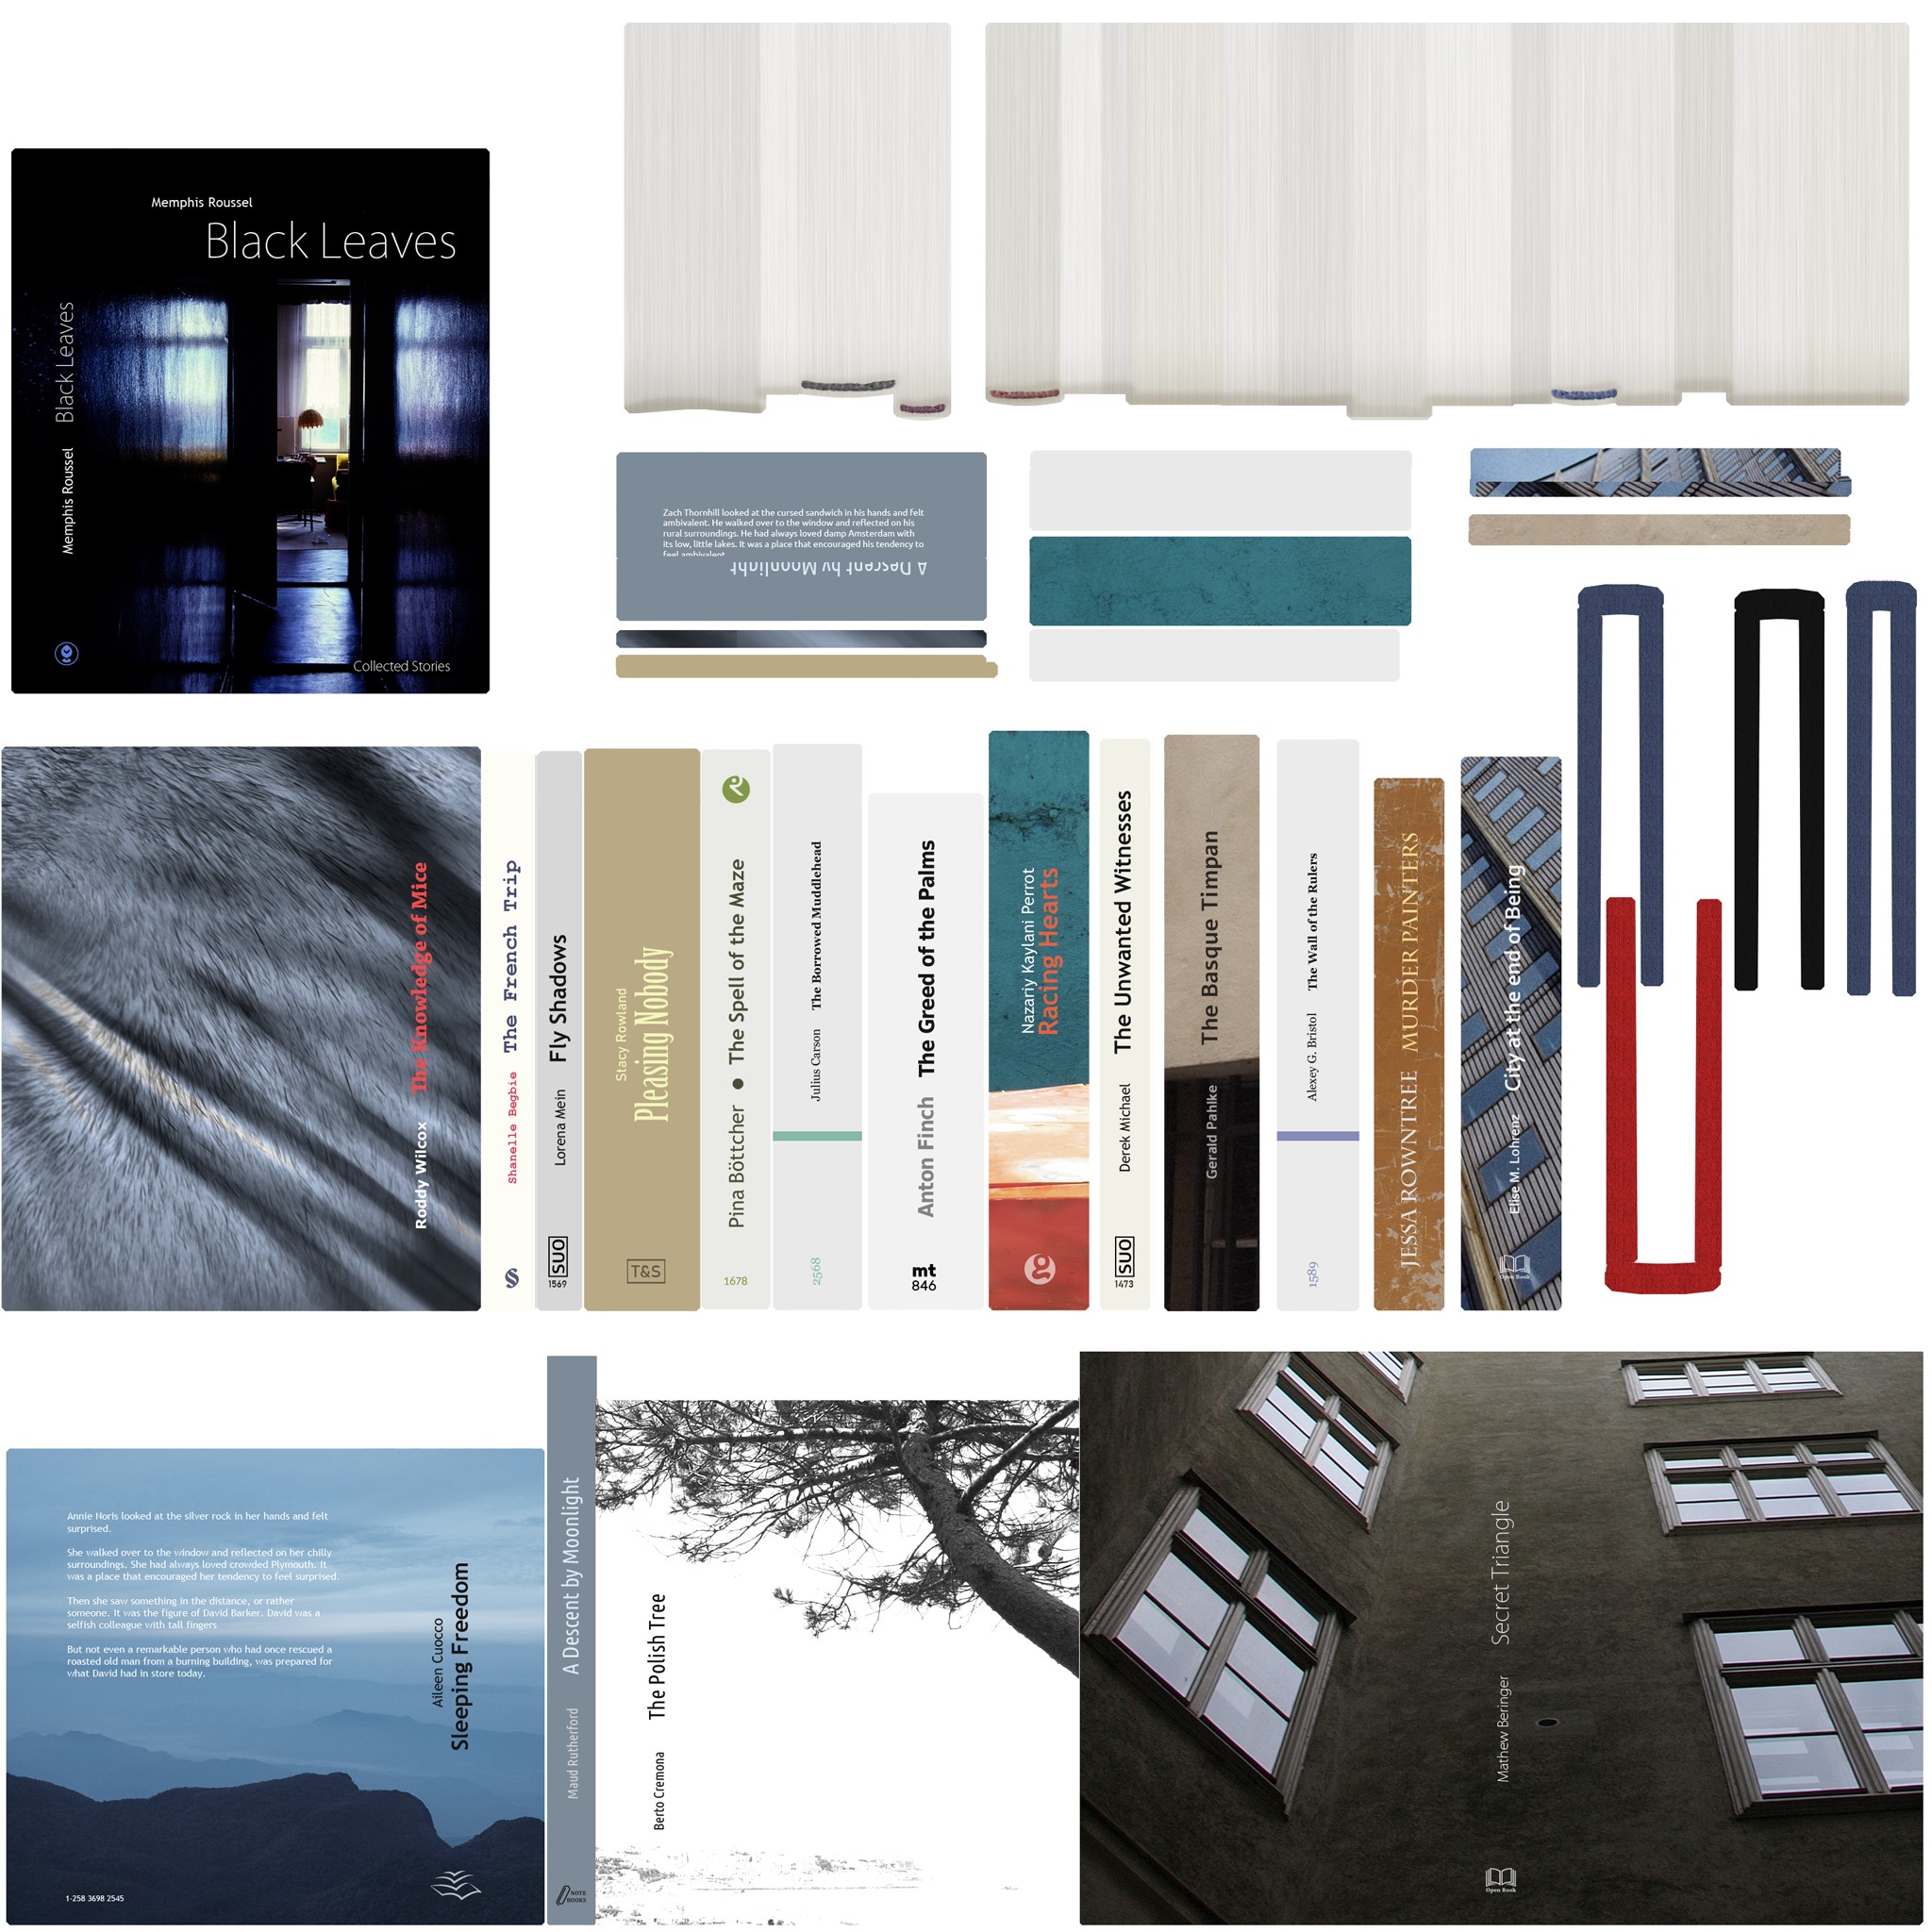 Memphis Roussel
Black Leaves
Memphis Roussel Black Leaves
Collected Stories
Zach Thornhill looked at the cursed sandwich in his hands and felt
ambivalent. He walked over to the window and reflected on his
rural surroundings. He had always loved damp Amsterdam with
its low, little lakes. It was a place that encouraged his tendency to
feel ambivalent
A Descent by Moonlight
Roddy Wilcox The Knowledge of Mice
Shanelle Begbie The French Trip
S
Lorena Mein Fly Shadows
SUO
1569
Stacy Rowland
Pleasing Nobody
T&S
Pina Böttcher ● The Spell of the Maze
1678
Julius Carson The Borrowed Muddlehead
2568
Anton Finch The Greed of the Palms
mt
846
Nazariy Kaylani Perrot
Racing Hearts
Derek Michael The Unwanted Witnesses
SUO
1473
Gerald Pahlke The Basque Timpan
Alexey G. Bristol The Wall of the Rulers
1589
JESSA ROWNTREE MURDER PAINTERS
Elise M. Lohrenz City at the end of Being
Open Book
Annie Noris looked at the silver rock in her hands and felt
surprised.
She walked over to the window and reflected on her chilly
surroundings. She had always loved crowded Plymouth. It
was a place that encouraged her tendency to feel surprised.
Then she saw something in the distance, or rather
someone. It was the figure of David Barker. David was a
selfish colleague with tall fingers
But not even a remarkable person who had once rescued a
roasted old man from a burning building, was prepared for
what David had in store today.
1-258 3698 2545
Aileen Cuocco
Sleeping Freedom
Maud Rutherford A Descent by Moonlight
NOTE
BOOKS
Berto Cremona The Polish Tree
Mathew Beringer Secret Triangle
Open Book